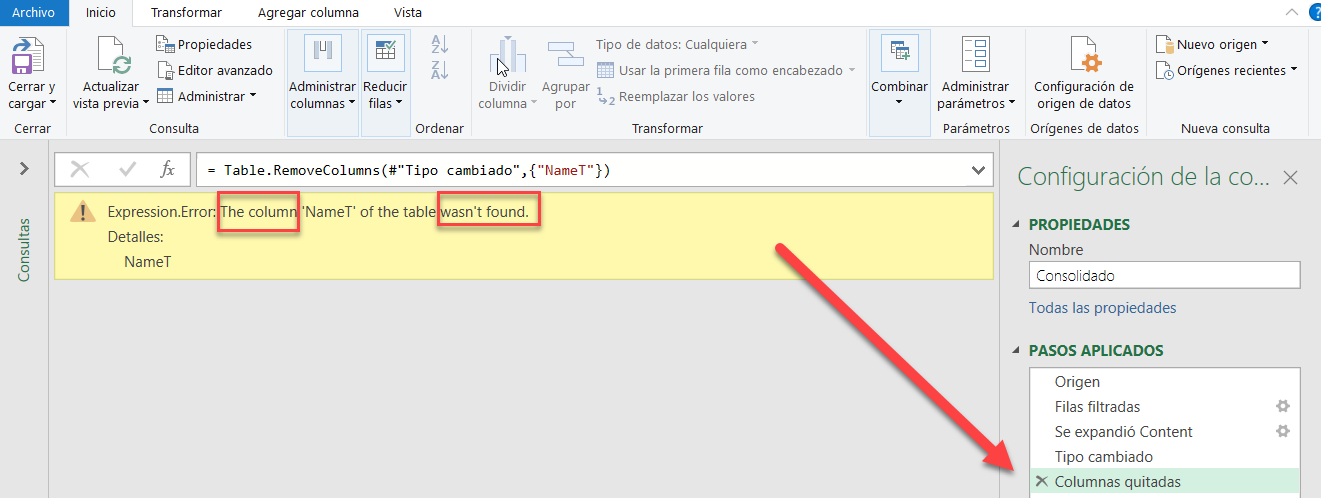 Archivo Inicio Transformar Agregar columna Vista
Cerrar y cargar
Actualizar vista previa
Propiedades
Editor avanzado
Administrar
Administrar columnas
Reducir filas
Dividir columna
Agrupar por
Tipo de datos: Cualquiera
Usar la primera fila como encabezado
Reemplazar los valores
Combinar
Administrar parámetros
Configuración de origen de datos
Nuevo origen
Orígenes recientes
Cerrar Consulta Ordenar Transformar Parámetros Orígenes de datos Nueva consulta
Consultas
fx = Table.RemoveColumns(#"Tipo cambiado",{"NameT"})
Expression.Error: The column 'NameT' of the table wasn't found.
Detalles:
NameT
Configuración de la co...
PROPIEDADES
Nombre
Consolidado
Todas las propiedades
PASOS APLICADOS
Origen
Filas filtradas
Se expandió Content
Tipo cambiado
Columnas quitadas